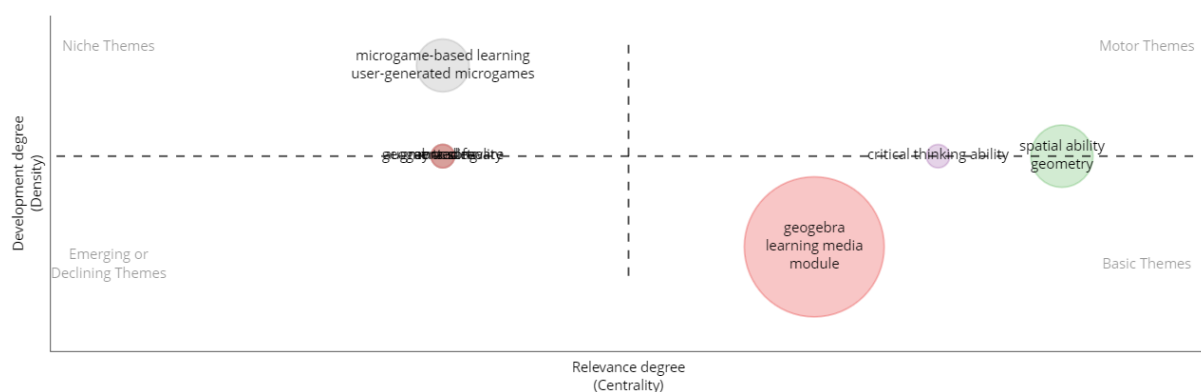 Niche Themes
Motor Themes
microgame-based learning
user-generated microgames
critical thinking ability
spatial ability
geometry
geogebra
learning media
module
Emerging or
Declining Themes
Basic Themes
Development degree
(Density)
Relevance degree
(Centrality)